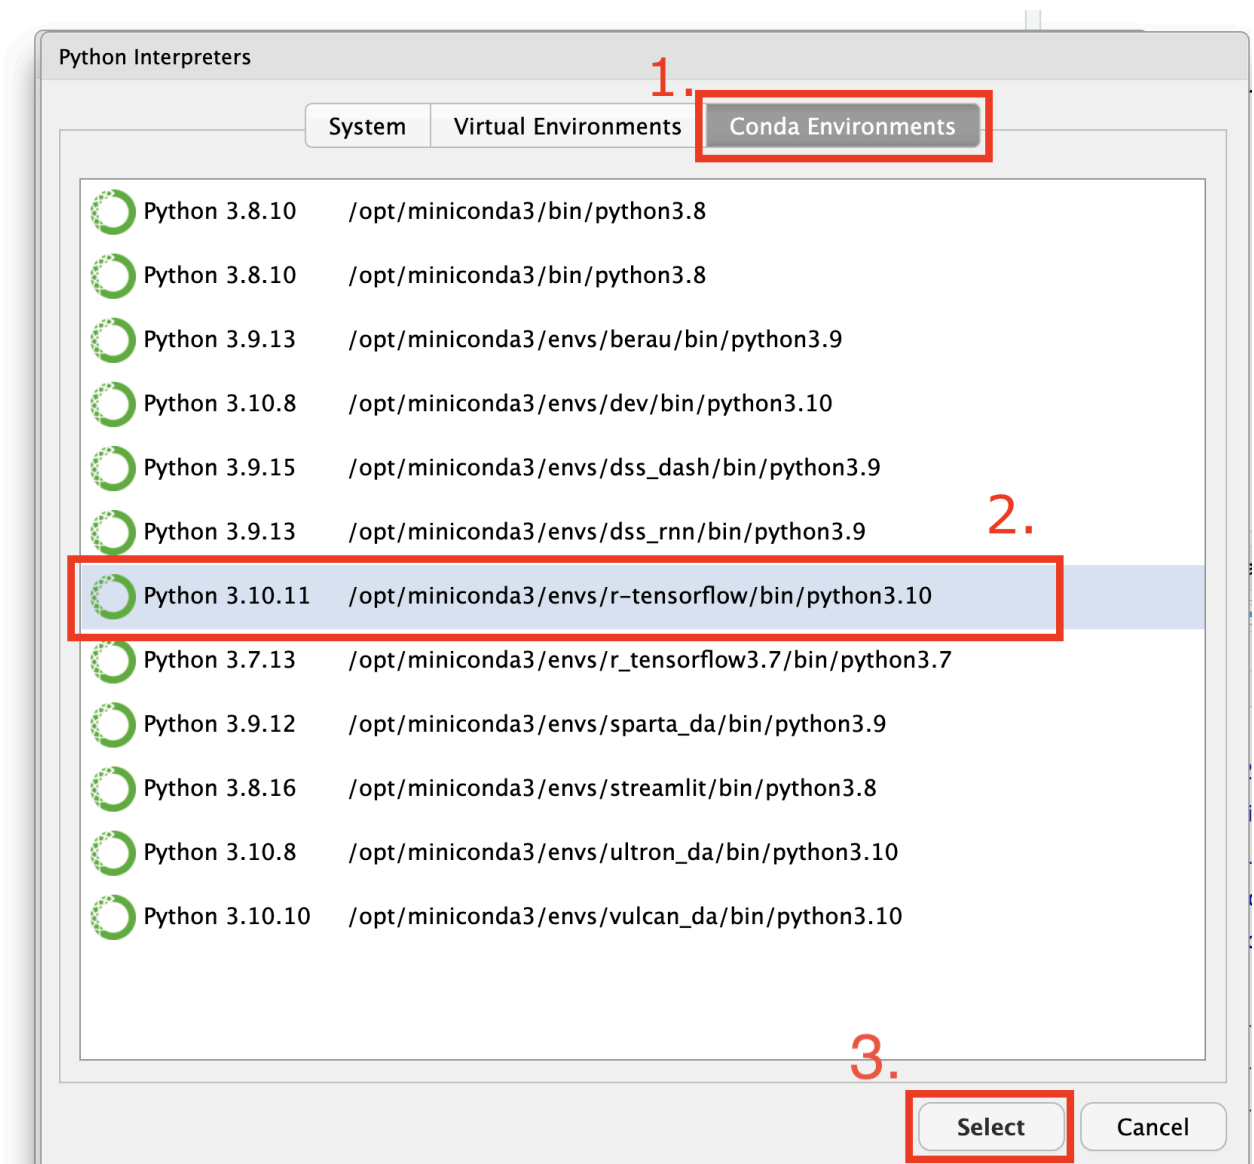 Python Interpreters
1.
System Virtual Environments Conda Environments
Python 3.8.10 /opt/miniconda3/bin/python3.8
Python 3.8.10 /opt/miniconda3/bin/python3.8
Python 3.9.13 /opt/miniconda3/envs/berau/bin/python3.9
Python 3.10.8 /opt/miniconda3/envs/dev/bin/python3.10
Python 3.9.15 /opt/miniconda3/envs/dss_dash/bin/python3.9
2.
Python 3.9.13 /opt/miniconda3/envs/dss_rnn/bin/python3.9
Python 3.10.11 /opt/miniconda3/envs/r-tensorflow/bin/python3.10
Python 3.7.13 /opt/miniconda3/envs/r_tensorflow3.7/bin/python3.7
Python 3.9.12 /opt/miniconda3/envs/sparta_da/bin/python3.9
Python 3.8.16 /opt/miniconda3/envs/streamlit/bin/python3.8
Python 3.10.8 /opt/miniconda3/envs/ultron_da/bin/python3.10
Python 3.10.10 /opt/miniconda3/envs/vulcan_da/bin/python3.10
3.
Select Cancel